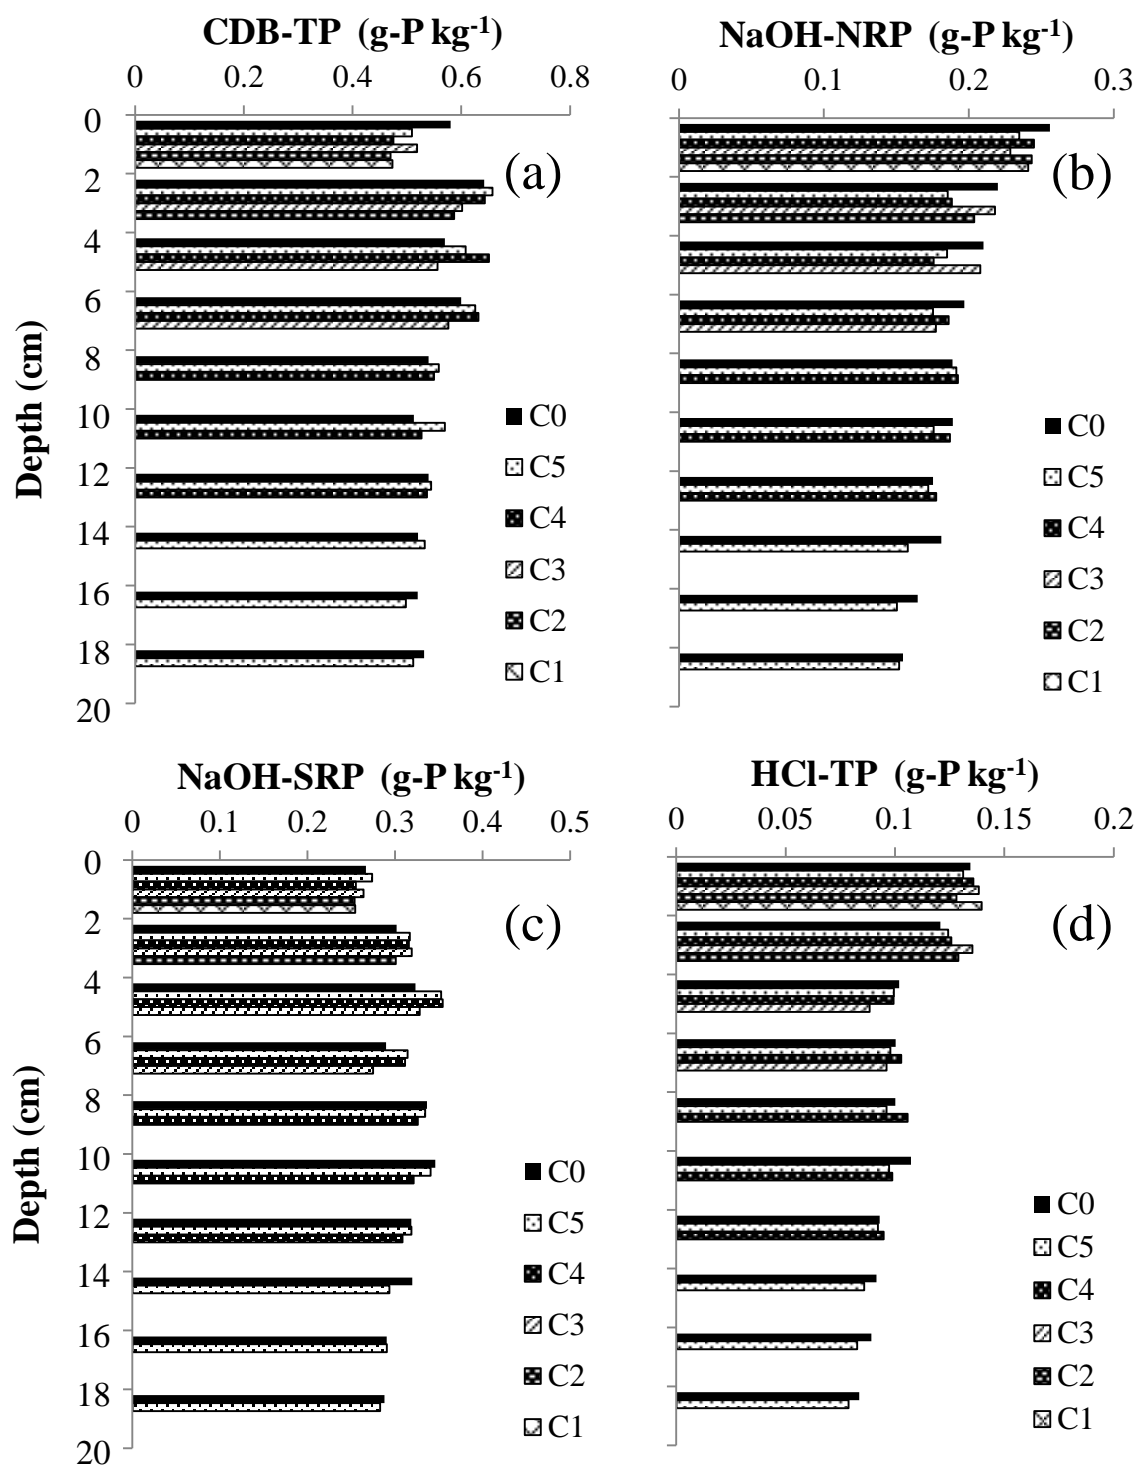 CDB-TP (g-P kg-1)
0 0.2 0.4 0.6 0.8
0
2
4
6
8
10
12
14
16
18
20
Depth (cm)
(a)
C0
C5
C4
C3
C2
C1
NaOH-NRP (g-P kg-1)
0 0.1 0.2 0.3
(b)
C0
C5
C4
C3
C2
C1
NaOH-SRP (g-P kg-1)
0 0.1 0.2 0.3 0.4 0.5
0
2
4
6
8
10
12
14
16
18
20
Depth (cm)
(c)
C0
C5
C4
C3
C2
C1
HCl-TP (g-P kg-1)
0 0.05 0.1 0.15 0.2
(d)
C0
C5
C4
C3
C2
C1